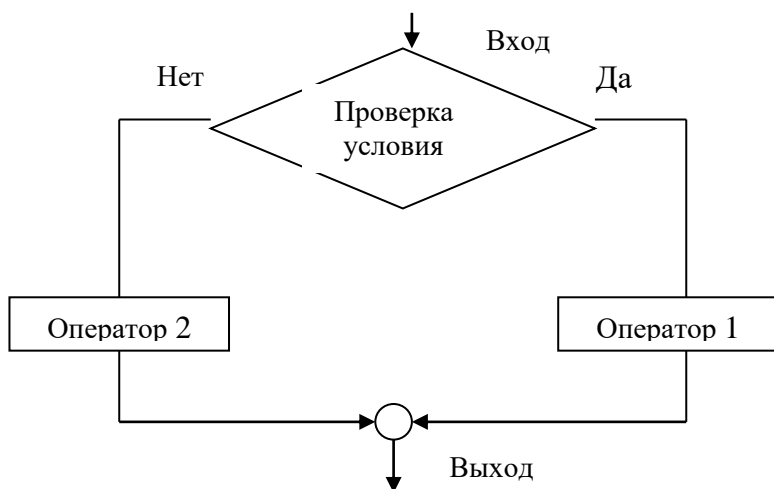 Вход
Нет
Да
Проверка
условия
Оператор 2
Оператор 1
Выход